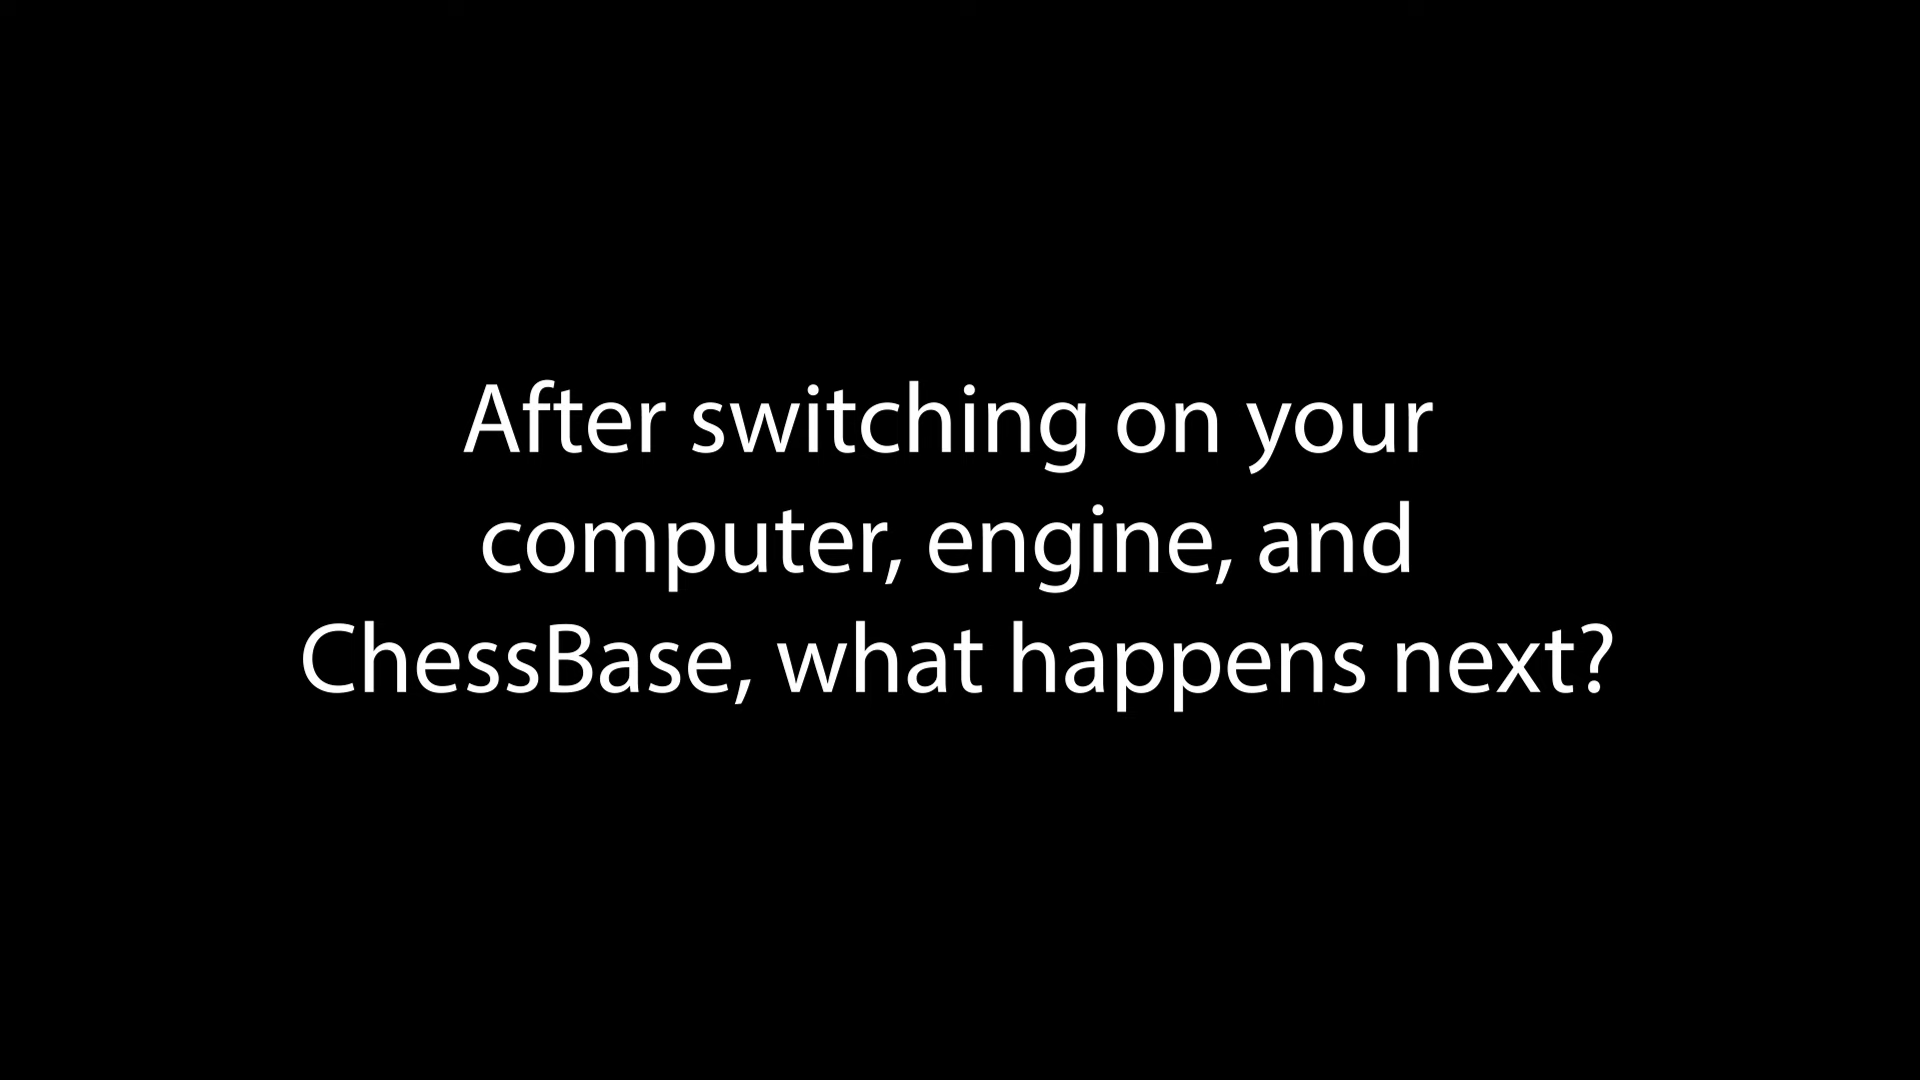 After switching on your
computer, engine, and
ChessBase, what happens next?